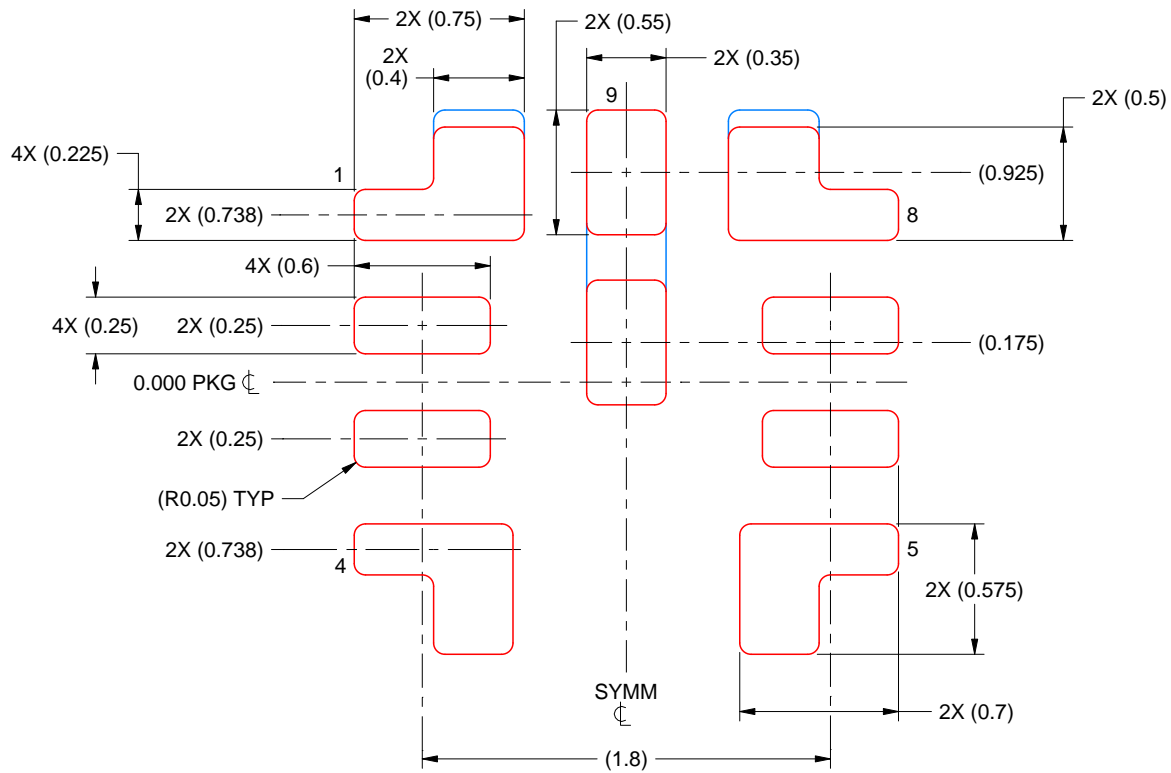 2X (0.75)
2X (0.55)
2X
(0.4)
2X (0.35)
9
2X (0.5)
4X (0.225)
1
(0.925)
2X (0.738)
8
4X (0.6)
4X (0.25)
2X (0.25)
(0.175)
0.000 PKG ℄
2X (0.25)
(R0.05) TYP
2X (0.738)
4
5
2X (0.575)
SYMM
℄
2X (0.7)
(1.8)